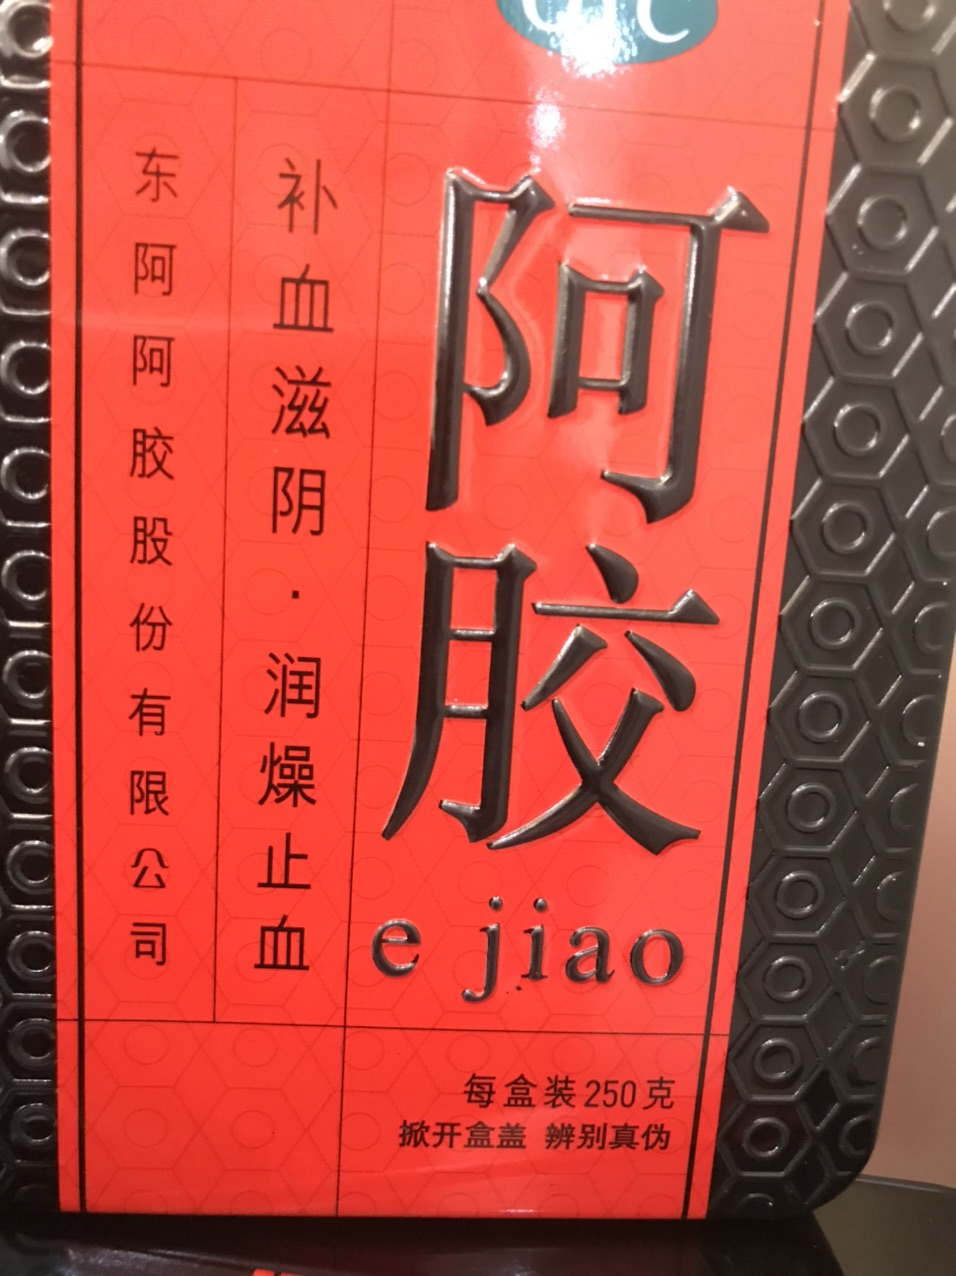 阿胶
e jiao
补血滋阴·润燥止血
东阿阿胶股份有限公司
每盒装250克
掀开盒盖 辨别真伪